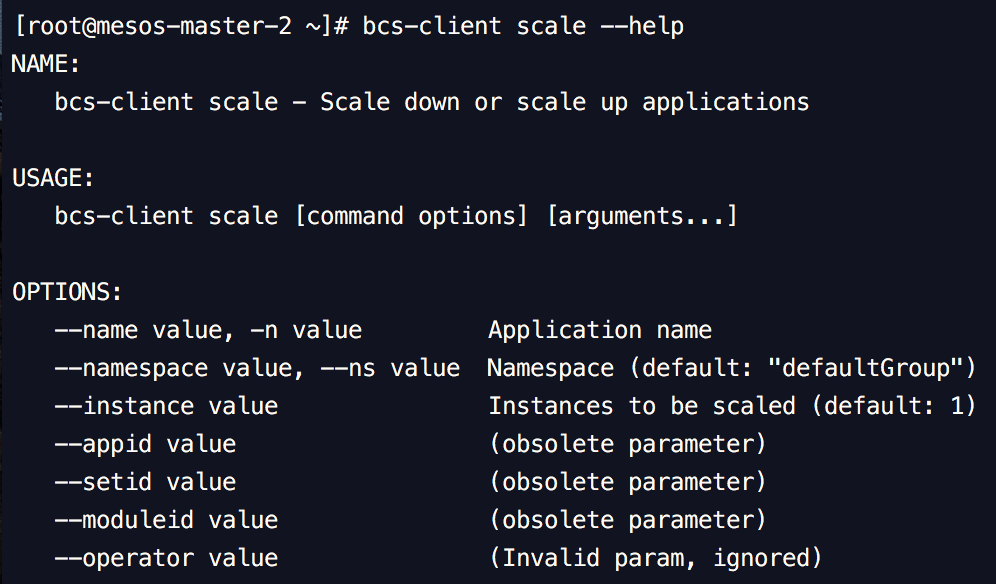 [root@mesos-master-2 ~]# bcs-client scale --help
NAME:
bcs-client scale - Scale down or scale up applications
USAGE:
bcs-client scale [command options] [arguments...]
OPTIONS:
--name value, -n value Application name
--namespace value, --ns value Namespace (default: "defaultGroup")
--instance value Instances to be scaled (default: 1)
--appid value (obsolete parameter)
--setid value (obsolete parameter)
--moduleid value (obsolete parameter)
--operator value (Invalid param, ignored)